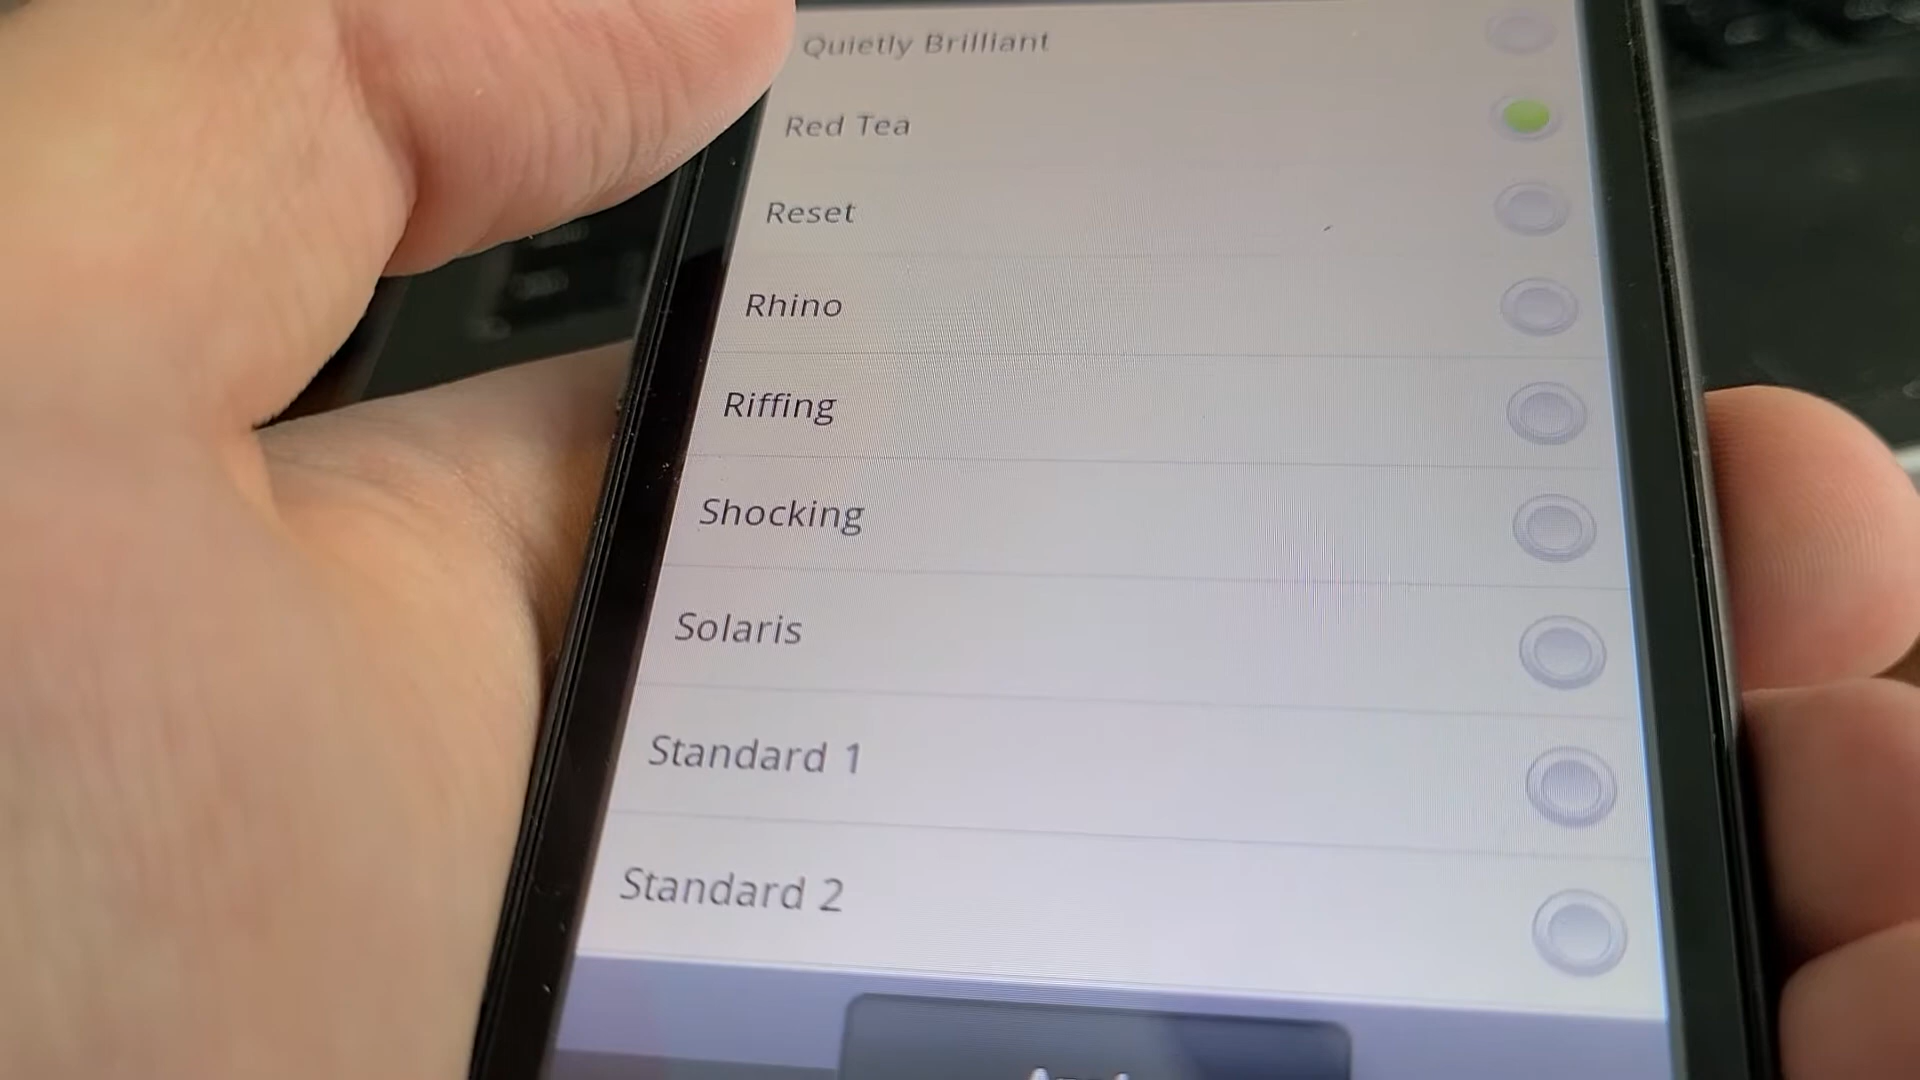 Quietly Brilliant
Red Tea
Reset
Rhino
Riffing
Shocking
Solaris
Standard 1
Standard 2